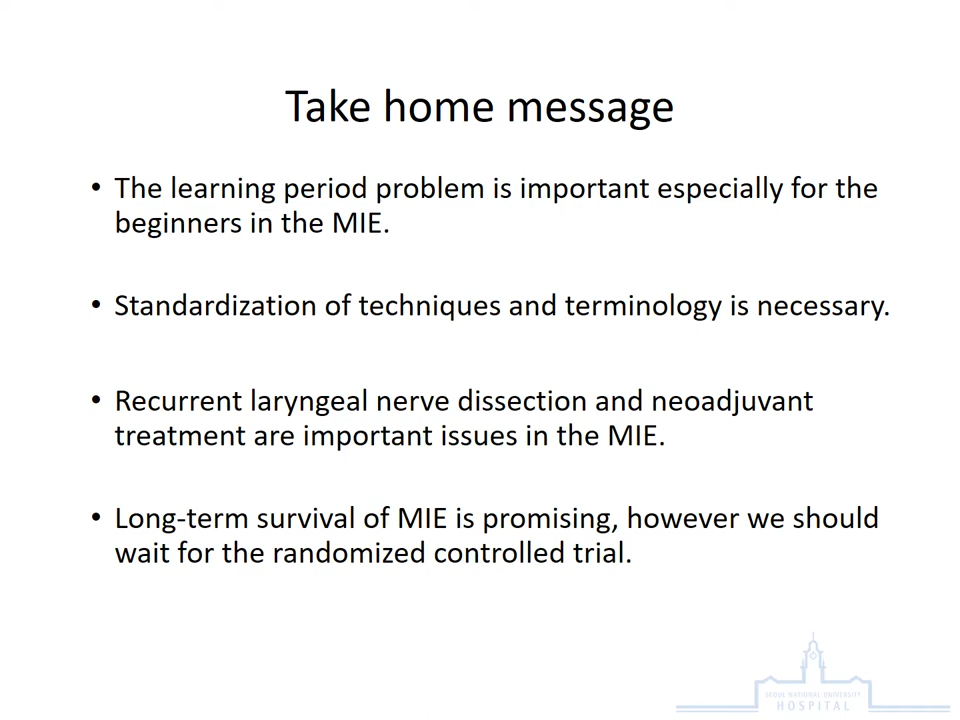 Take home message
• The learning period problem is important especially for the
beginners in the MIE.
• Standardization of techniques and terminology is necessary.
• Recurrent laryngeal nerve dissection and neoadjuvant
treatment are important issues in the MIE.
• Long-term survival of MIE is promising, however we should
wait for the randomized controlled trial.
SEOUL NATIONAL UNIVERSITY
HOSPITAL